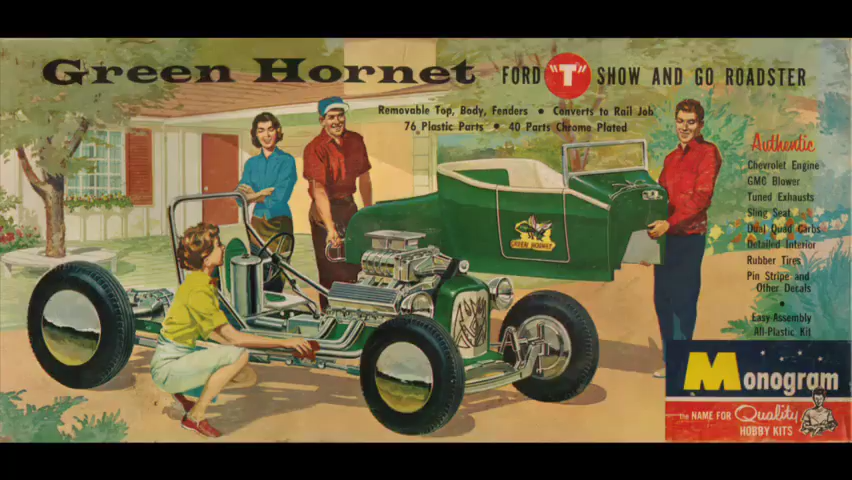 Green Hornet FORD "T" SHOW AND GO ROADSTER
Removable Top, Body, Fenders • Converts to Rail Job
76 Plastic Parts • 40 Parts Chrome Plated
Authentic
Chevrolet Engine
GMC Blower
Tuned Exhausts
Sling Seat
Dual Quad Carbs
Detailed Interior
Rubber Tires
Pin Stripe and
Other Decals
•
Easy Assembly
All-Plastic Kit
GREEN HORNET
Monogram
the NAME FOR Quality
HOBBY KITS